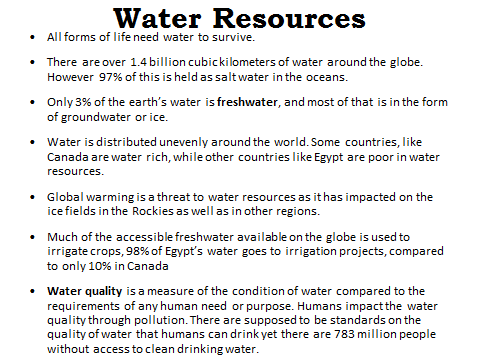 Water Resources
• All forms of life need water to survive.
• There are over 1.4 billion cubic kilometers of water around the globe.
However 97% of this is held as salt water in the oceans.
• Only 3% of the earth's water is freshwater, and most of that is in the form
of groundwater or ice.
• Water is distributed unevenly around the world. Some countries, like
Canada are water rich, while other countries like Egypt are poor in water
resources.
• Global warming is a threat to water resources as it has impacted on the
ice fields in the Rockies as well as in other regions.
• Much of the accessible freshwater available on the globe is used to
irrigate crops, 98% of Egypt's water goes to irrigation projects, compared
to only 10% in Canada
• Water quality is a measure of the condition of water compared to the
requirements of any human need or purpose. Humans impact the water
quality through pollution. There are supposed to be standards on the
quality of water that humans can drink yet there are 783 million people
without access to clean drinking water.